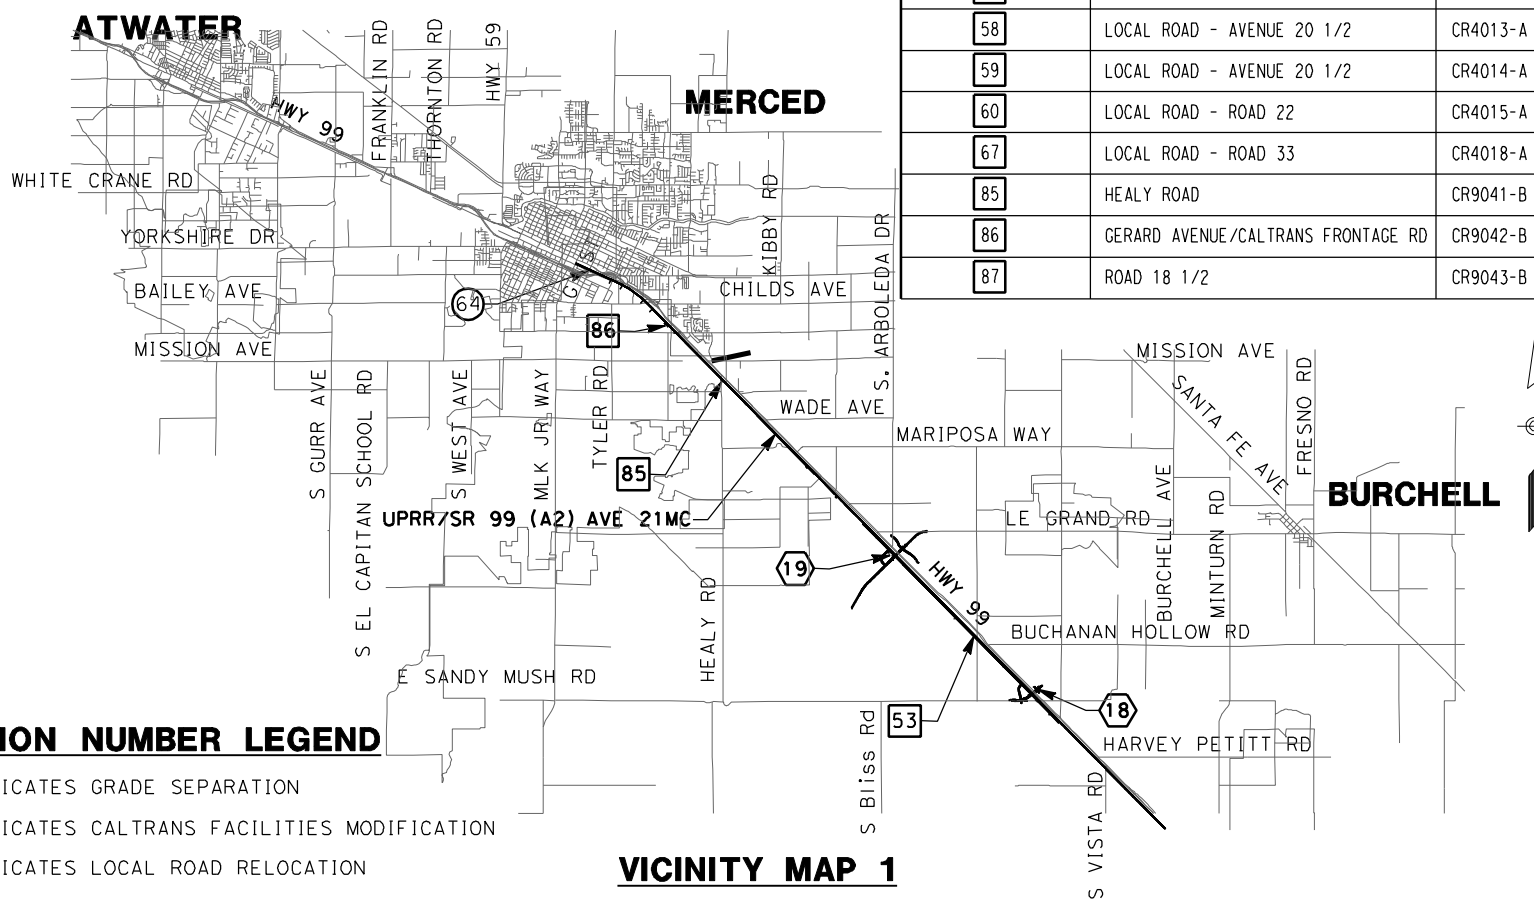 ATWATER
FRANKLIN RD
THORNTON RD
HWY 59
HWY 99
MERCED
WHITE CRANE RD
YORKSHIRE DR
KIBBY RD
S. ARBOLEDA DR
G ST
BAILEY AVE
64
CHILDS AVE
86
MISSION AVE
58 LOCAL ROAD - AVENUE 20 1/2 CR4013-A
59 LOCAL ROAD - AVENUE 20 1/2 CR4014-A
60 LOCAL ROAD - ROAD 22 CR4015-A
67 LOCAL ROAD - ROAD 33 CR4018-A
85 HEALY ROAD CR9041-B
86 GERARD AVENUE/CALTRANS FRONTAGE RD CR9042-B
87 ROAD 18 1/2 CR9043-B
MISSION AVE
SANTA FE AVE
FRESNO RD
S GURR AVE
S EL CAPITAN SCHOOL RD
S WEST AVE
MLK JR WAY
TYLER RD
WADE AVE
MARIPOSA WAY
85
BURCHELL
UPRR/SR 99 (A2) AVE 21MC
LE GRAND RD
BURCHELL AVE
MINTURN RD
19
HWY 99
HEALY RD
BUCHANAN HOLLOW RD
E SANDY MUSH RD
53
18
S Bliss Rd
HARVEY PETITT RD
S VISTA RD
ION NUMBER LEGEND
ICATES GRADE SEPARATION
ICATES CALTRANS FACILITIES MODIFICATION
ICATES LOCAL ROAD RELOCATION
VICINITY MAP 1